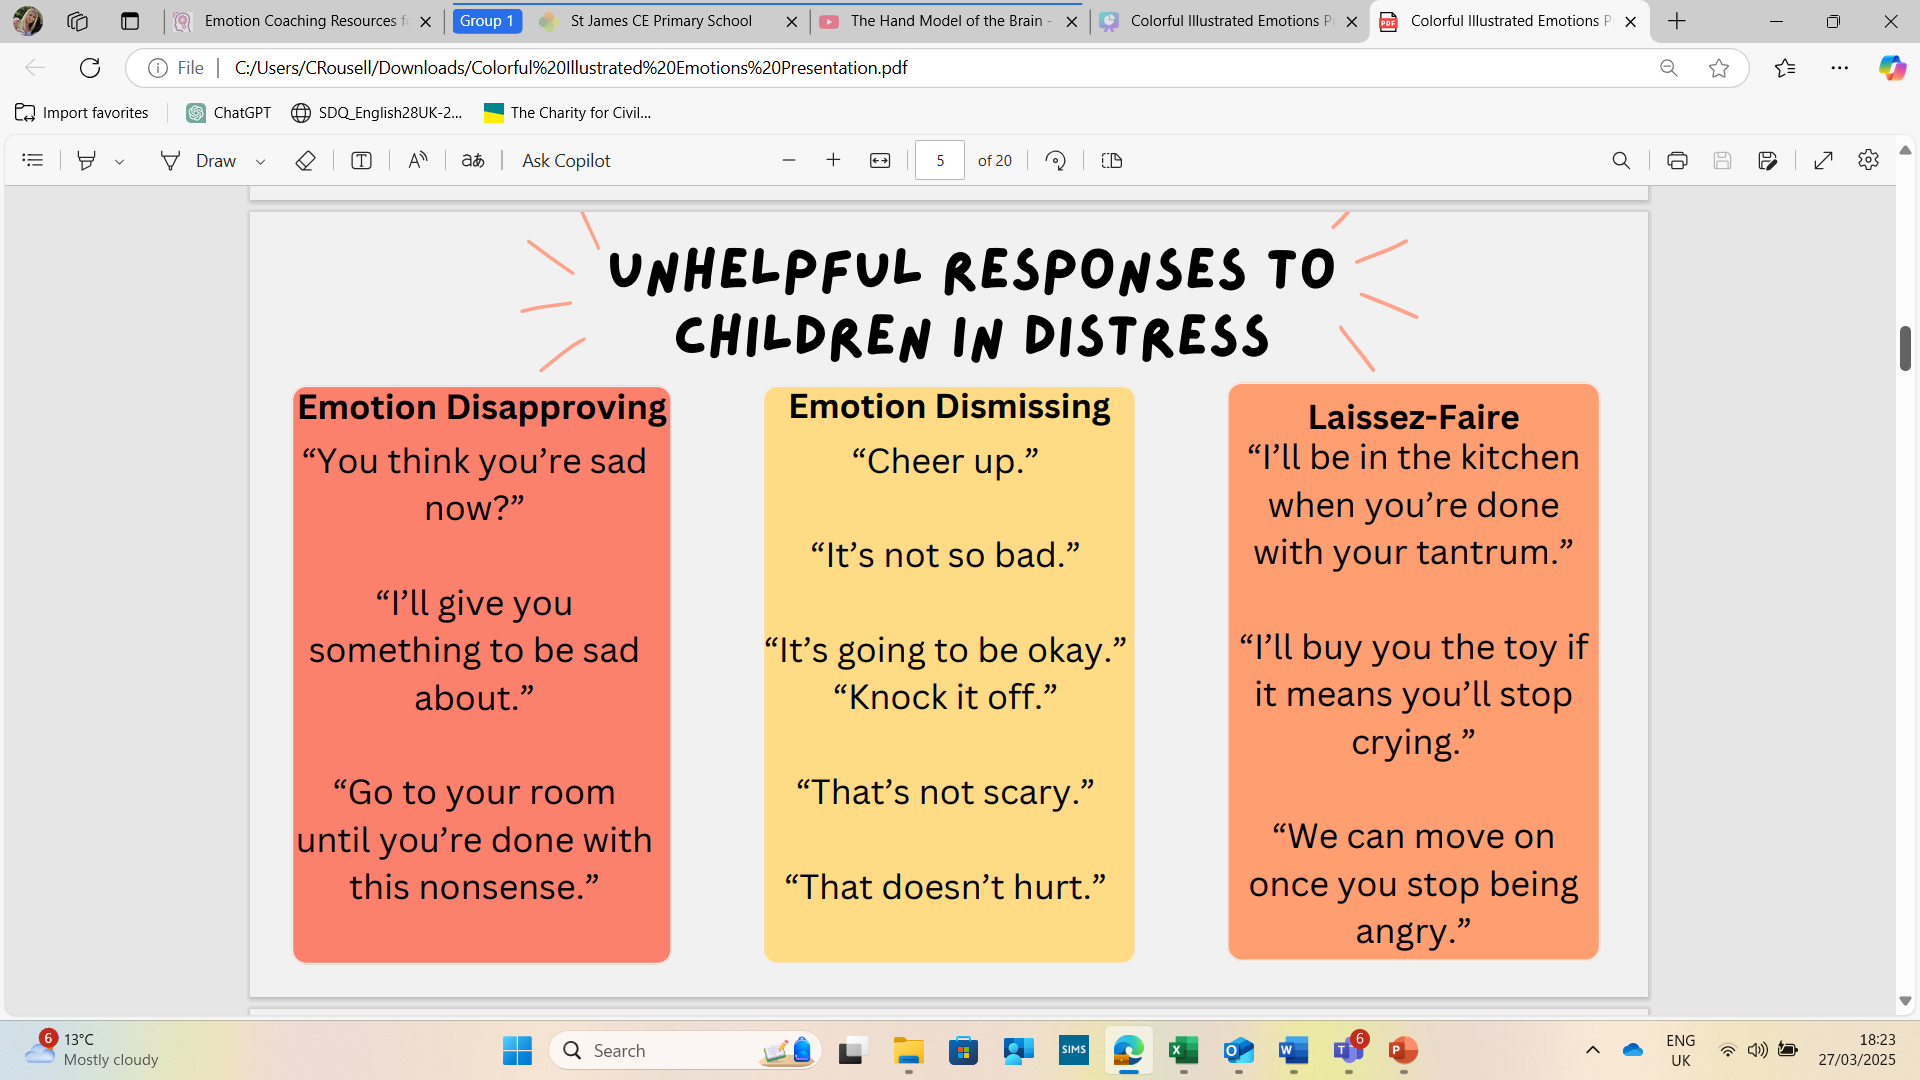 Emotion Coaching Resources f
Group 1
St James CE Primary School
The Hand Model of the Brain -
Colorful Illustrated Emotions P
Colorful Illustrated Emotions P
File
C:/Users/CRousell/Downloads/Colorful%20Illustrated%20Emotions%20Presentation.pdf
Import favorites
ChatGPT
SDQ_English28UK-2...
The Charity for Civil...
Draw
Ask Copilot
5
of 20
UNHELPFUL RESPONSES TO
CHILDREN IN DISTRESS
Emotion Disapproving
“You think you’re sad
now?”
“I’ll give you
something to be sad
about.”
“Go to your room
until you’re done with
this nonsense.”
Emotion Dismissing
“Cheer up.”
“It’s not so bad.”
“It’s going to be okay.”
“Knock it off.”
“That’s not scary.”
“That doesn’t hurt.”
Laissez-Faire
“I’ll be in the kitchen
when you’re done
with your tantrum.”
“I’ll buy you the toy if
it means you’ll stop
crying.”
“We can move on
once you stop being
angry.”
6
13°C
Mostly cloudy
Search
SIMS
6
ENG
UK
18:23
27/03/2025